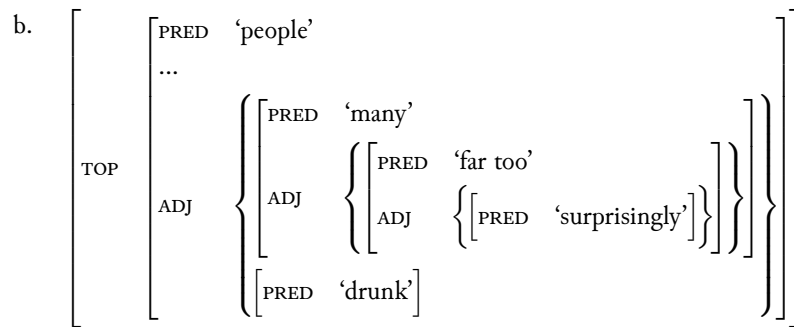 b.
PRED ‘people’
...
PRED ‘many’
PRED ‘far too’
TOP
ADJ
ADJ
ADJ
PRED ‘surprisingly’
PRED ‘drunk’